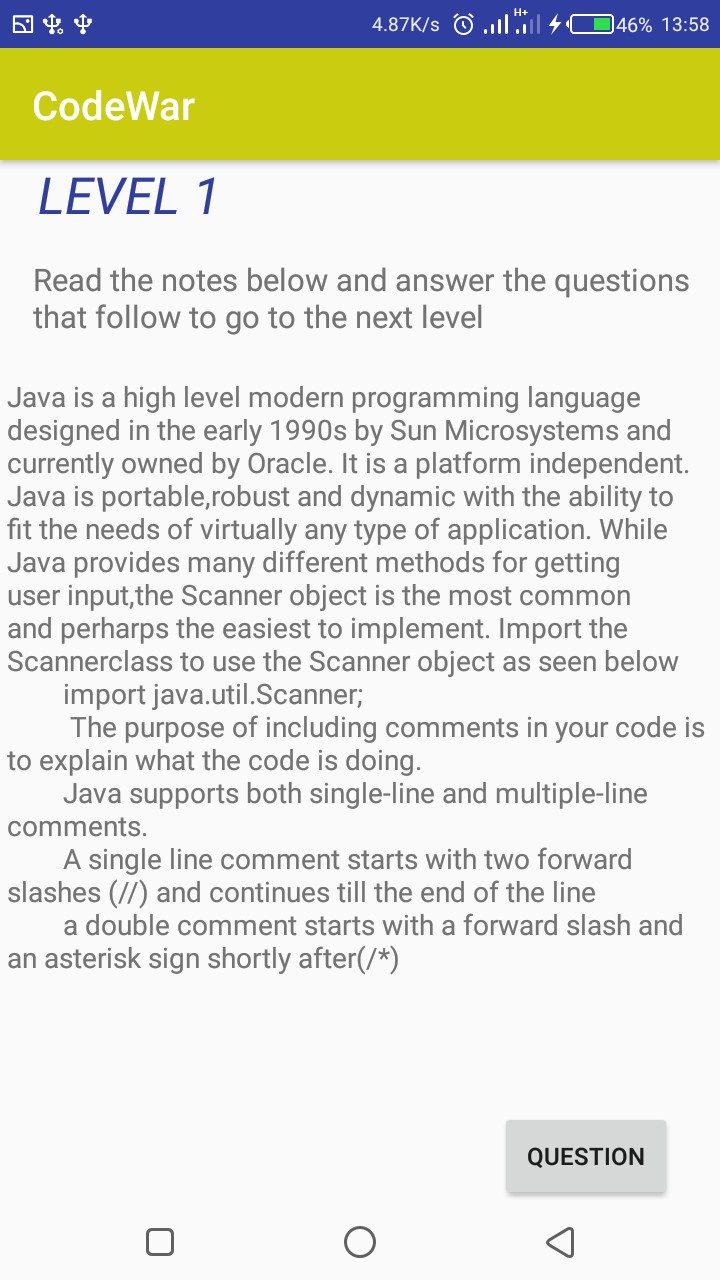 4.87K/s H+ 46% 13:58
CodeWar
LEVEL 1
Read the notes below and answer the questions
that follow to go to the next level
Java is a high level modern programming language
designed in the early 1990s by Sun Microsystems and
currently owned by Oracle. It is a platform independent.
Java is portable,robust and dynamic with the ability to
fit the needs of virtually any type of application. While
Java provides many different methods for getting
user input,the Scanner object is the most common
and perharps the easiest to implement. Import the
Scannerclass to use the Scanner object as seen below
import java.util.Scanner;
The purpose of including comments in your code is
to explain what the code is doing.
Java supports both single-line and multiple-line
comments.
A single line comment starts with two forward
slashes (//) and continues till the end of the line
a double comment starts with a forward slash and
an asterisk sign shortly after(/*)
QUESTION